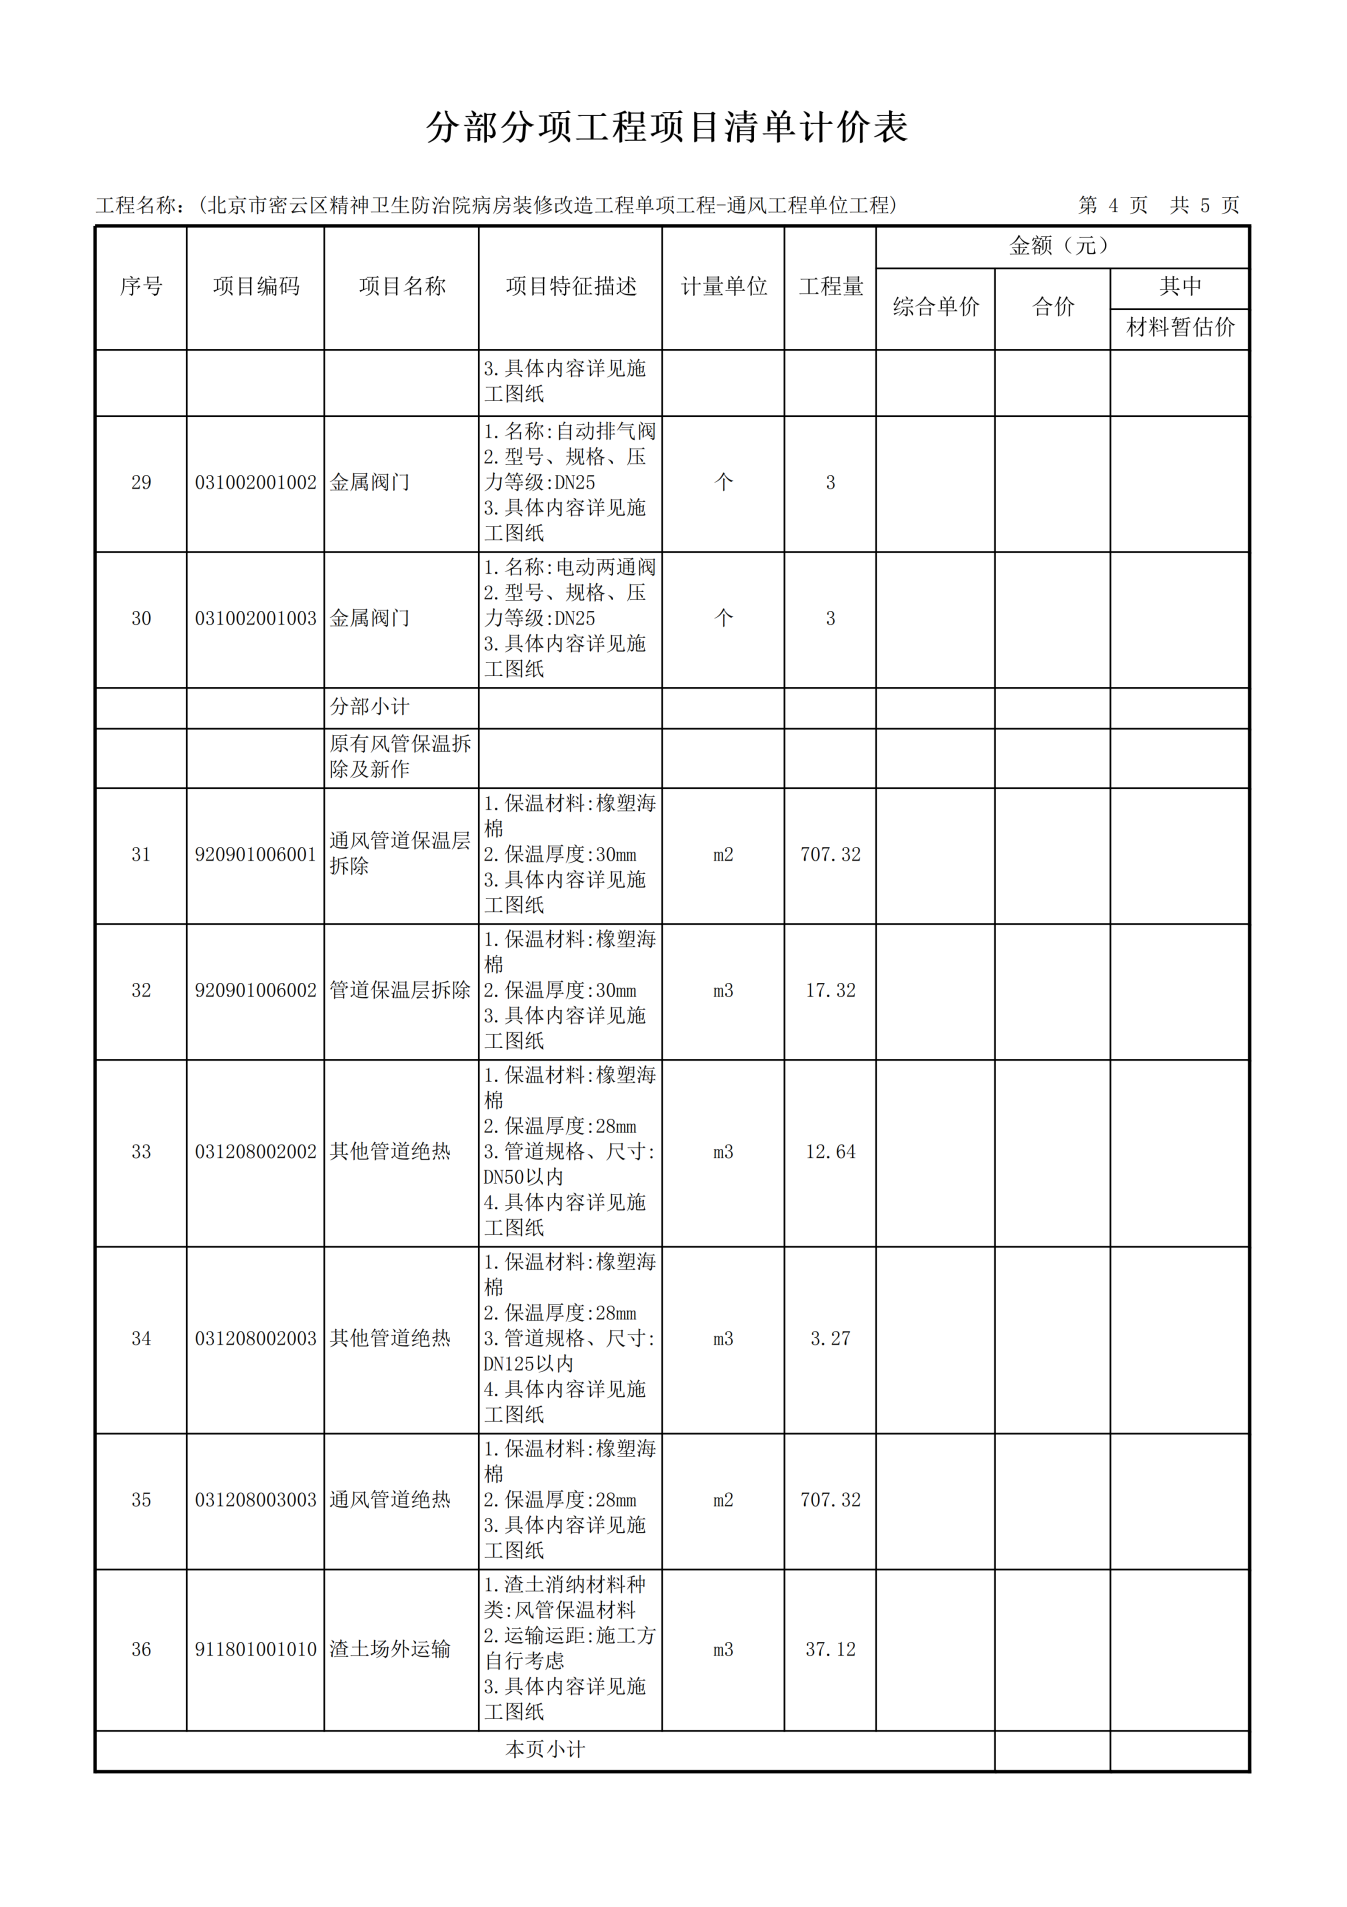 分部分项工程项目清单计价表
工程名称：(北京市密云区精神卫生防治院病房装修改造工程单项工程-通风工程单位工程) 第 4 页 共 5 页
序号 项目编码 项目名称 项目特征描述 计量单位 工程量 金额（元）
综合单价 合价 其中
材料暂估价
3.具体内容详见施
工图纸
29 031002001002 金属阀门 1.名称:自动排气阀
2.型号、规格、压
力等级:DN25
3.具体内容详见施
工图纸
个 3
30 031002001003 金属阀门 1.名称:电动两通阀
2.型号、规格、压
力等级:DN25
3.具体内容详见施
工图纸
个 3
分部小计
原有风管保温拆
除及新作
31 920901006001 通风管道保温层
拆除
1.保温材料:橡塑海
棉
2.保温厚度:30mm
3.具体内容详见施
工图纸
m2 707.32
32 920901006002 管道保温层拆除 1.保温材料:橡塑海
棉
2.保温厚度:30mm
3.具体内容详见施
工图纸
m3 17.32
33 031208002002 其他管道绝热 1.保温材料:橡塑海
棉
2.保温厚度:28mm
3.管道规格、尺寸:
DN50以内
4.具体内容详见施
工图纸
m3 12.64
34 031208002003 其他管道绝热 1.保温材料:橡塑海
棉
2.保温厚度:28mm
3.管道规格、尺寸:
DN125以内
4.具体内容详见施
工图纸
m3 3.27
35 031208003003 通风管道绝热 1.保温材料:橡塑海
棉
2.保温厚度:28mm
3.具体内容详见施
工图纸
m2 707.32
36 911801001010 渣土场外运输 1.渣土消纳材料种
类:风管保温材料
2.运输运距:施工方
自行考虑
3.具体内容详见施
工图纸
m3 37.12
本页小计